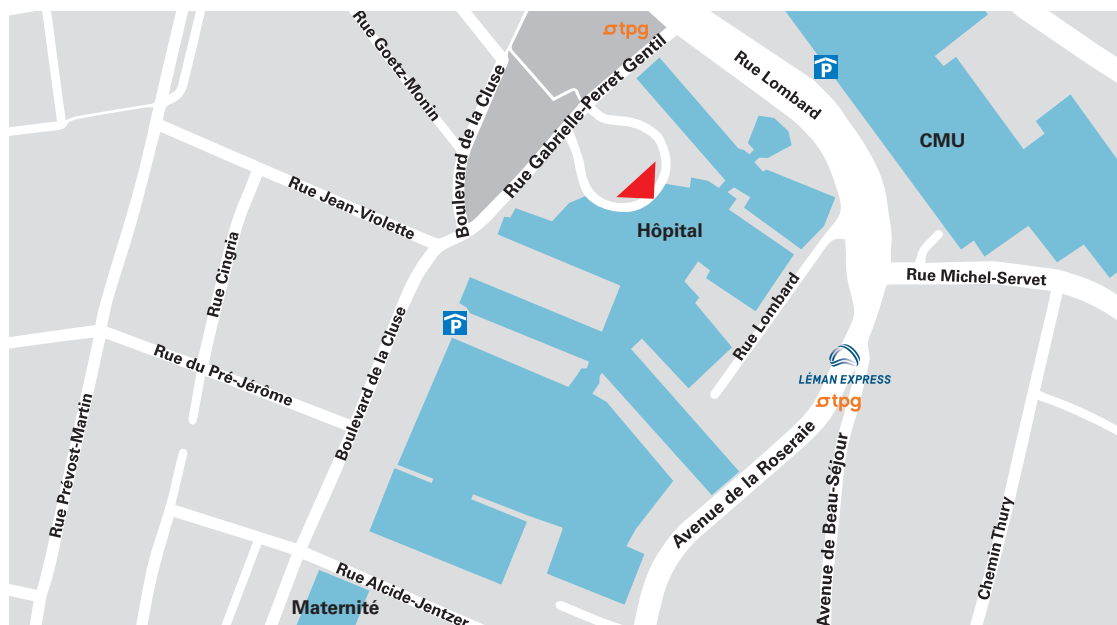 Rue Goetz-Monin
tpg
Rue Gabrielle-Perret Gentil
Boulevard de la Cluse
Rue Lombard
P
CMU
Rue Jean-Violette
Hôpital
Rue Cingria
Rue Michel-Servet
Rue Lombard
P
Boulevard de la Cluse
Rue du Pré-Jérôme
LÉMAN EXPRESS
tpg
Rue Prévost-Martin
Avenue de la Roseraie
Avenue de Beau-Séjour
Chemin Thury
Rue Alcide-Jentzer
Maternité